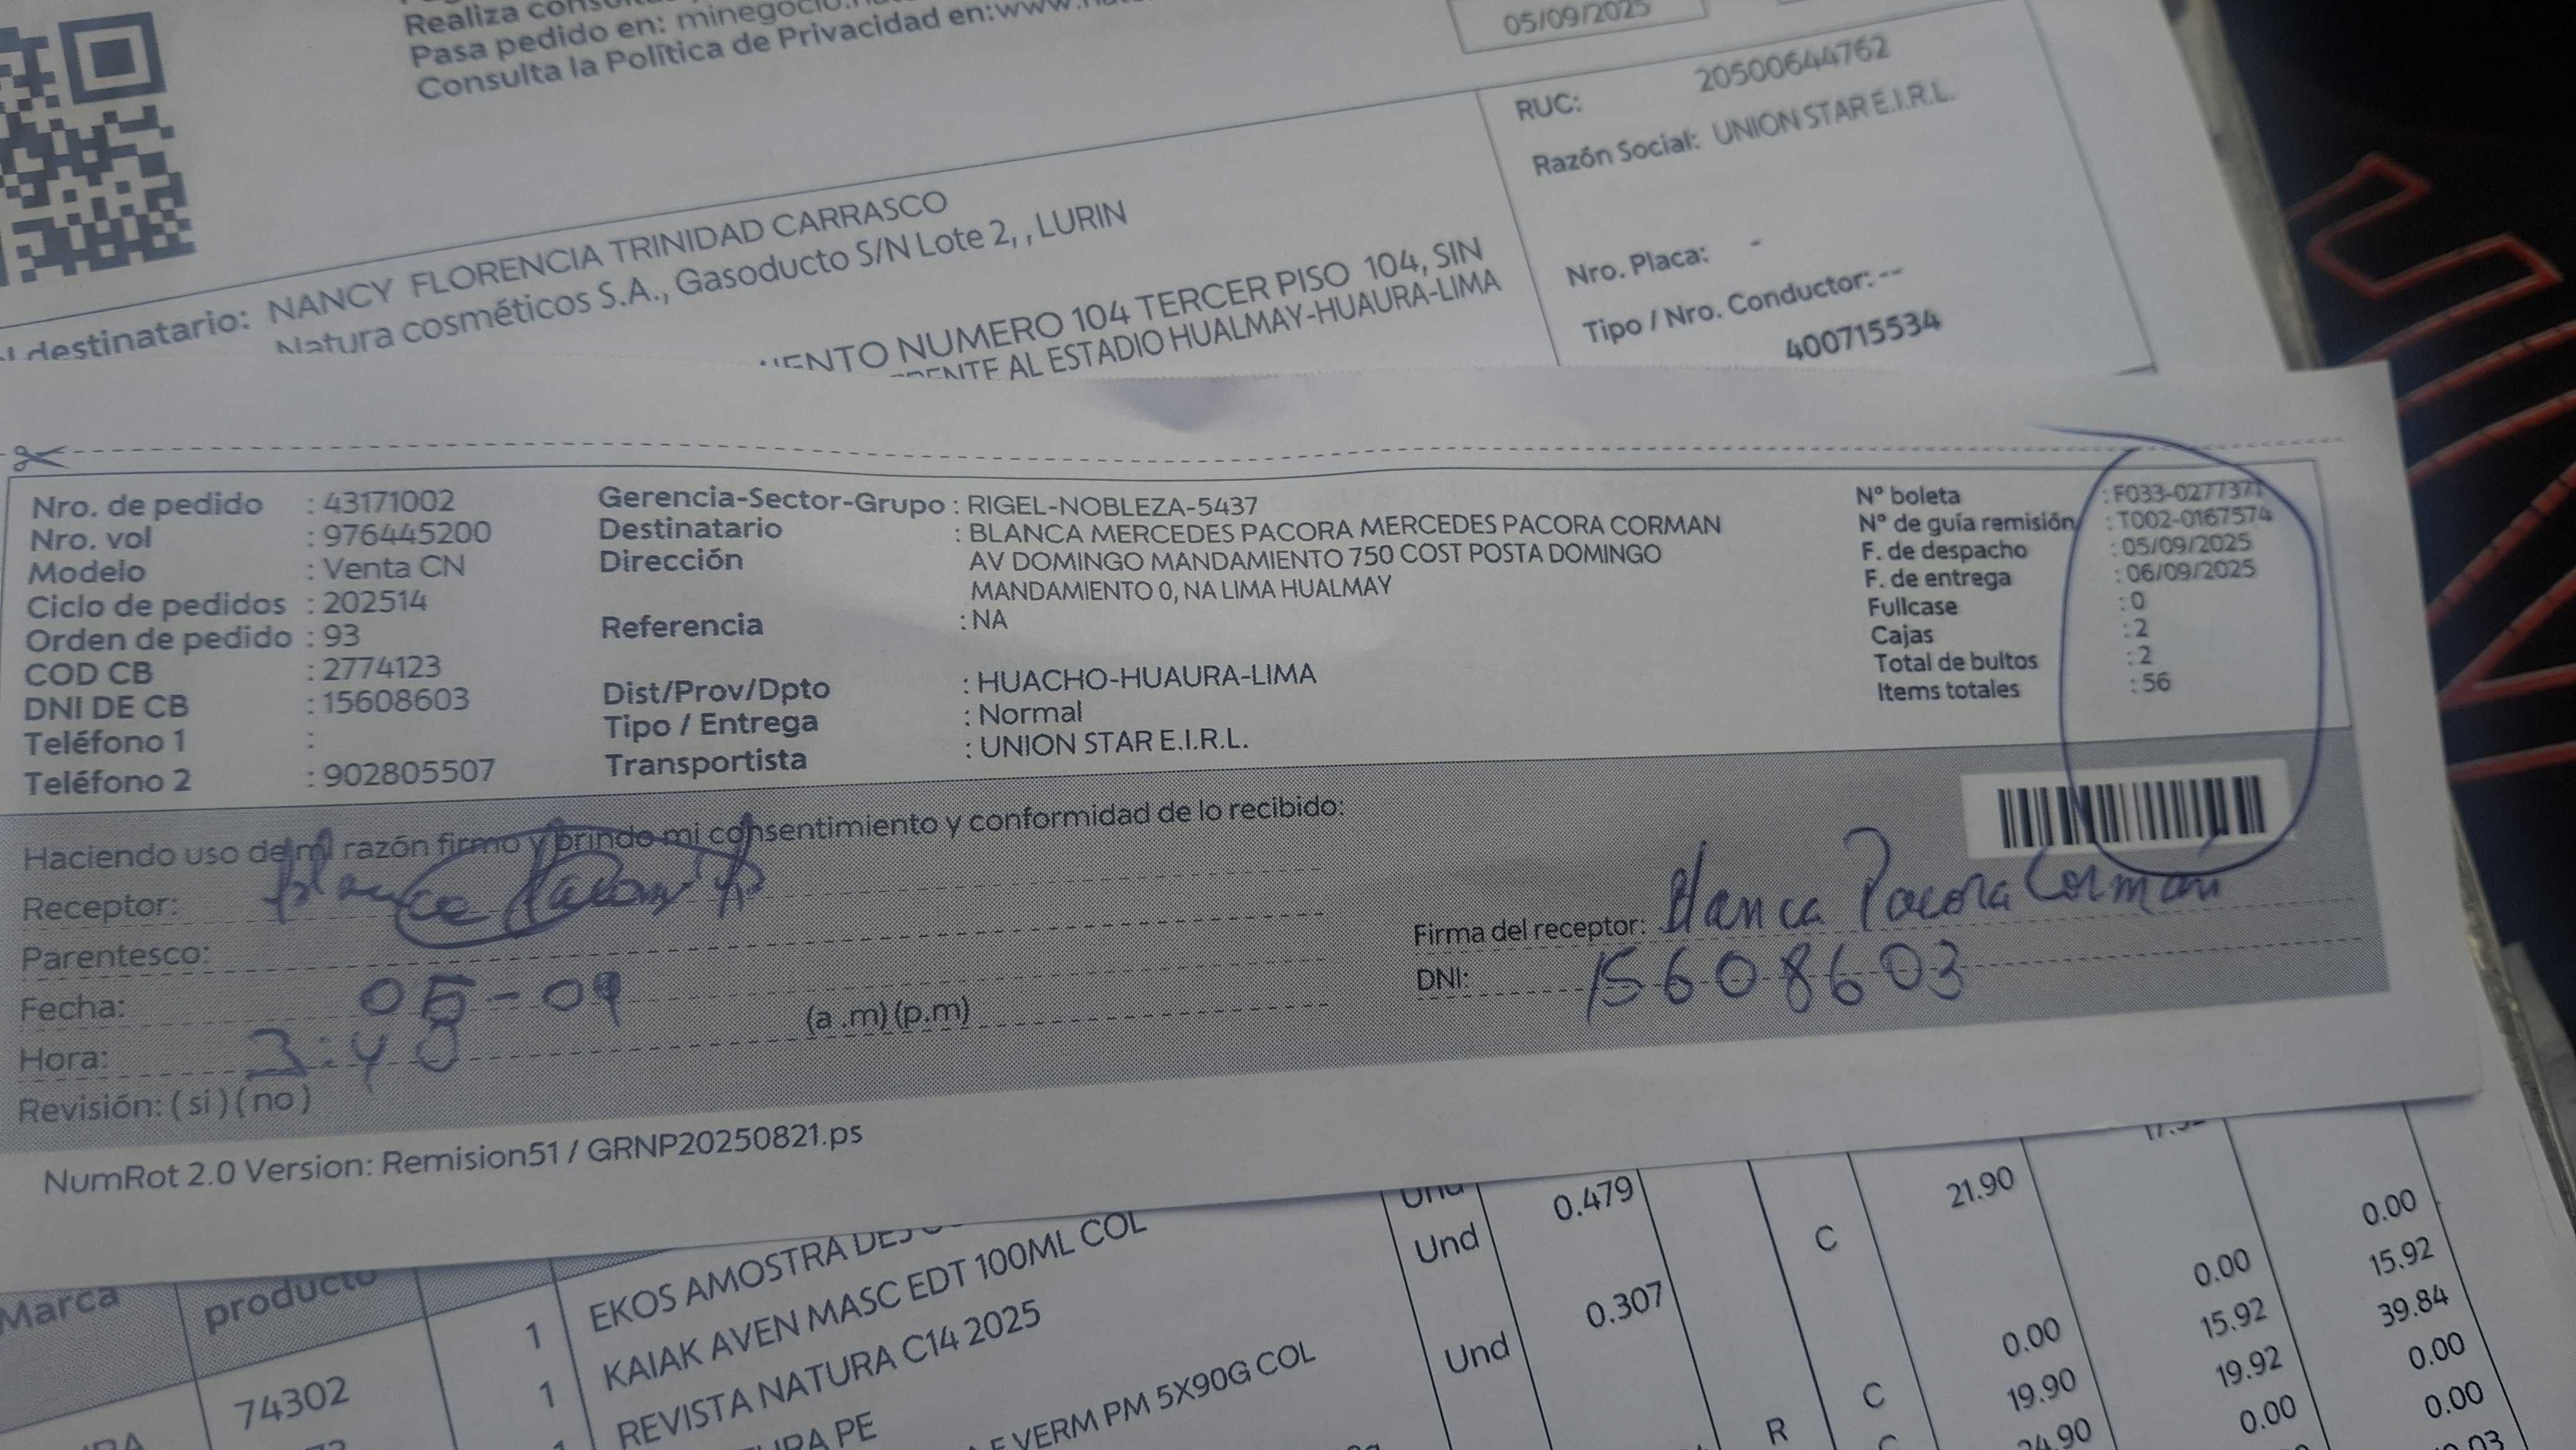 Realiza
Pasa pedido en:
Consulta la Política de Privacidad en:www.
05/09/2025
RUC: 20500644762
Razón Social: UNION STAR E.I.R.L.
Nro. Placa: -
Tipo / Nro. Conductor: --
400715534
destinatario: NANCY FLORENCIA TRINIDAD CARRASCO
Natura cosméticos S.A., Gasoducto S/N Lote 2, , LURIN
NUMERO 104 TERCER PISO 104, SIN
AL ESTADIO HUALMAY-HUAURA-LIMA
Nro. de pedido : 43171002
Nro. vol : 976445200
Modelo : Venta CN
Ciclo de pedidos : 202514
Orden de pedido : 93
COD CB : 2774123
DNI DE CB : 15608603
Teléfono 1 :
Teléfono 2 : 902805507
Gerencia-Sector-Grupo : RIGEL-NOBLEZA-5437
Destinatario : BLANCA MERCEDES PACORA MERCEDES PACORA CORMAN
Dirección AV DOMINGO MANDAMIENTO 750 COST POSTA DOMINGO
MANDAMIENTO 0, NA LIMA HUALMAY
Referencia : NA
Dist/Prov/Dpto : HUACHO-HUAURA-LIMA
Tipo / Entrega : Normal
Transportista : UNION STAR E.I.R.L.
N° boleta : F033-0277371
N° de guía remisión : T002-0167574
F. de despacho : 05/09/2025
F. de entrega : 06/09/2025
Fullcase : 0
Cajas : 2
Total de bultos : 2
Items totales : 56
Haciendo uso de mi razón firmo y brindo mi consentimiento y conformidad de lo recibido:
Receptor:
Parentesco:
Fecha: 05-09
Hora: 3:40 (a .m) (p.m)
Revisión: ( si ) ( no )
Firma del receptor: Blanca Pacora Cormán
DNI: 15608603
NumRot 2.0 Version: Remision51 / GRNP20250821.ps
Marca producto
74302 1 EKOS AMOSTRA
1 KAIAK AVEN MASC EDT 100ML COL
REVISTA NATURA C14 2025
PE
VERM PM 5X90G COL
Und 0.479
Und
0.307
Und
C
C
R
21.90
0.00
19.90
0.00
15.92
19.92
0.00
0.00
15.92
39.84
0.00
0.00